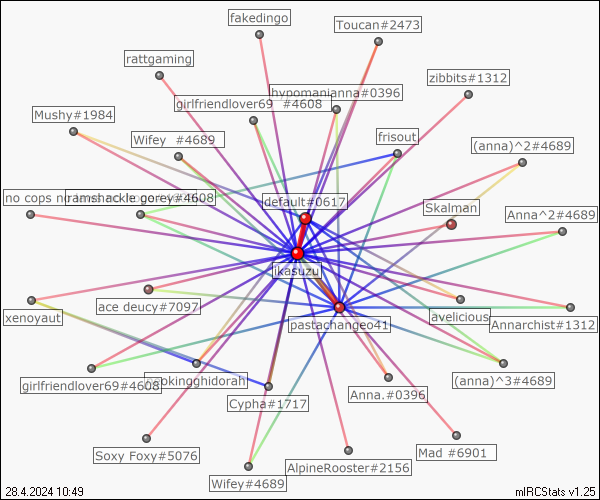 fakedingo
Toucan#2473
rattgaming
zibbits#1312
hypomanianna#0396
girlfriendlover69 #4608
Mushy#1984
frisout
Wifey #4689
(anna)^2#4689
no cops no
gorey#4608
default#0617
Skalman
Anna^2#4689
ikasuzu
ace deucy#7097
avelicious
xenoyaut
pastachangeo41
Annarchist#1312
girlfriendlover69#4608
ookingghidorah
(anna)^3#4689
Cypha#1717
Anna.#0396
Soxy Foxy#5076
Mad #6901
AlpineRooster#2156
Wifey#4689
28.4.2024 10:49
mIRCStats v1.25